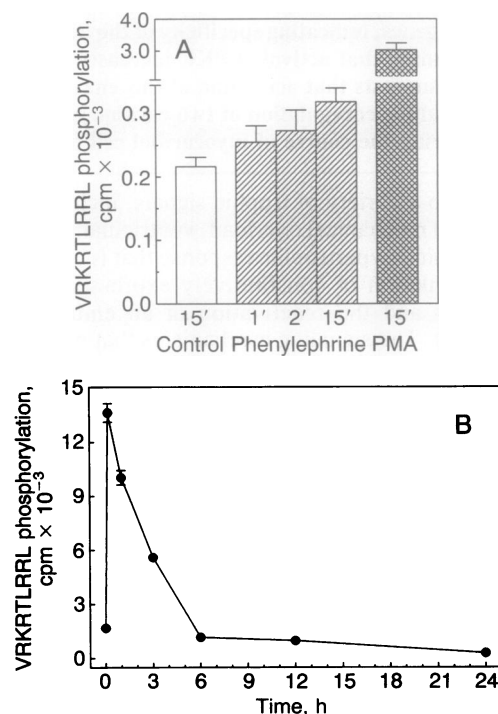 A
VRKRTLRRL phosphorylation,
cpm × 10⁻³
3.0
0.3
0.2
0.1
0.0
15′ 1′ 2′ 15′ 15′
Control Phenylephrine PMA
B
VRKRTLRRL phosphorylation,
cpm × 10⁻³
15
12
9
6
3
0
0 3 6 9 12 15 18 21 24
Time, h